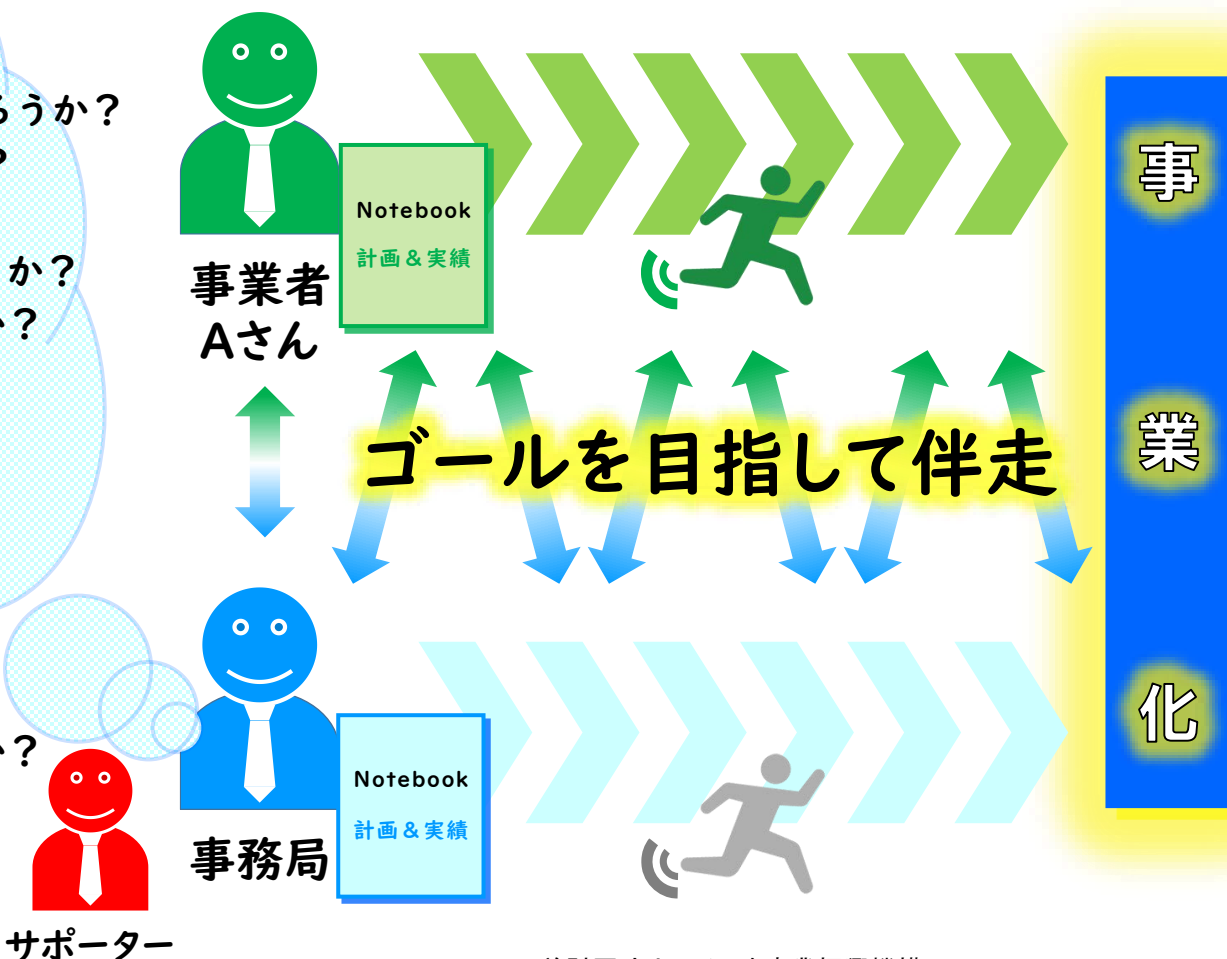 ろうか?
?
か?
?
事業者
Aさん
Notebook
計画&実績
ゴールを目指して伴走
事
業
化
?
Notebook
計画&実績
事務局
サポーター